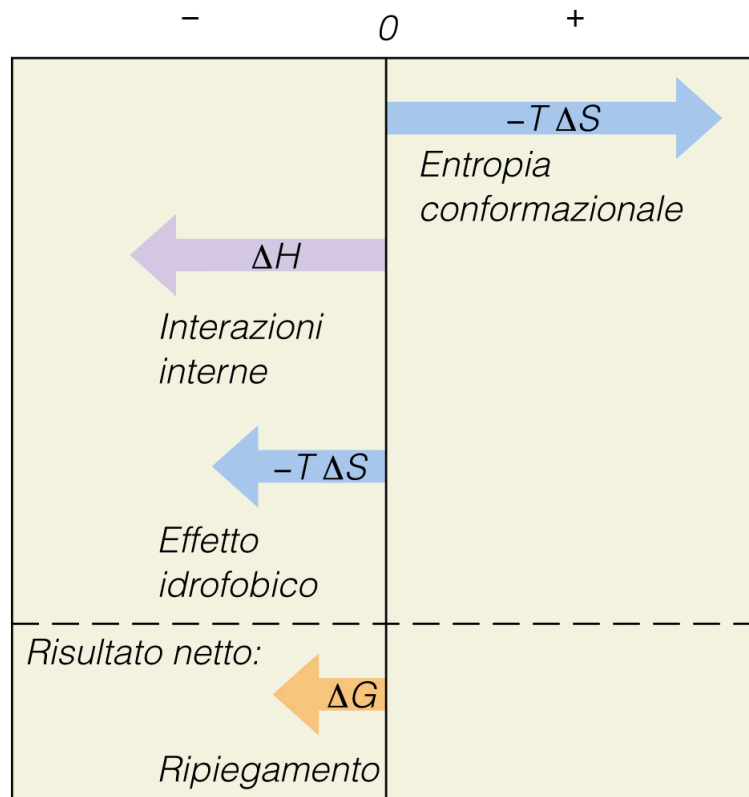 − 0 +
−T ΔS
Entropia
conformazionale
ΔH
Interazioni
interne
−T ΔS
Effetto
idrofobico
Risultato netto:
ΔG
Ripiegamento